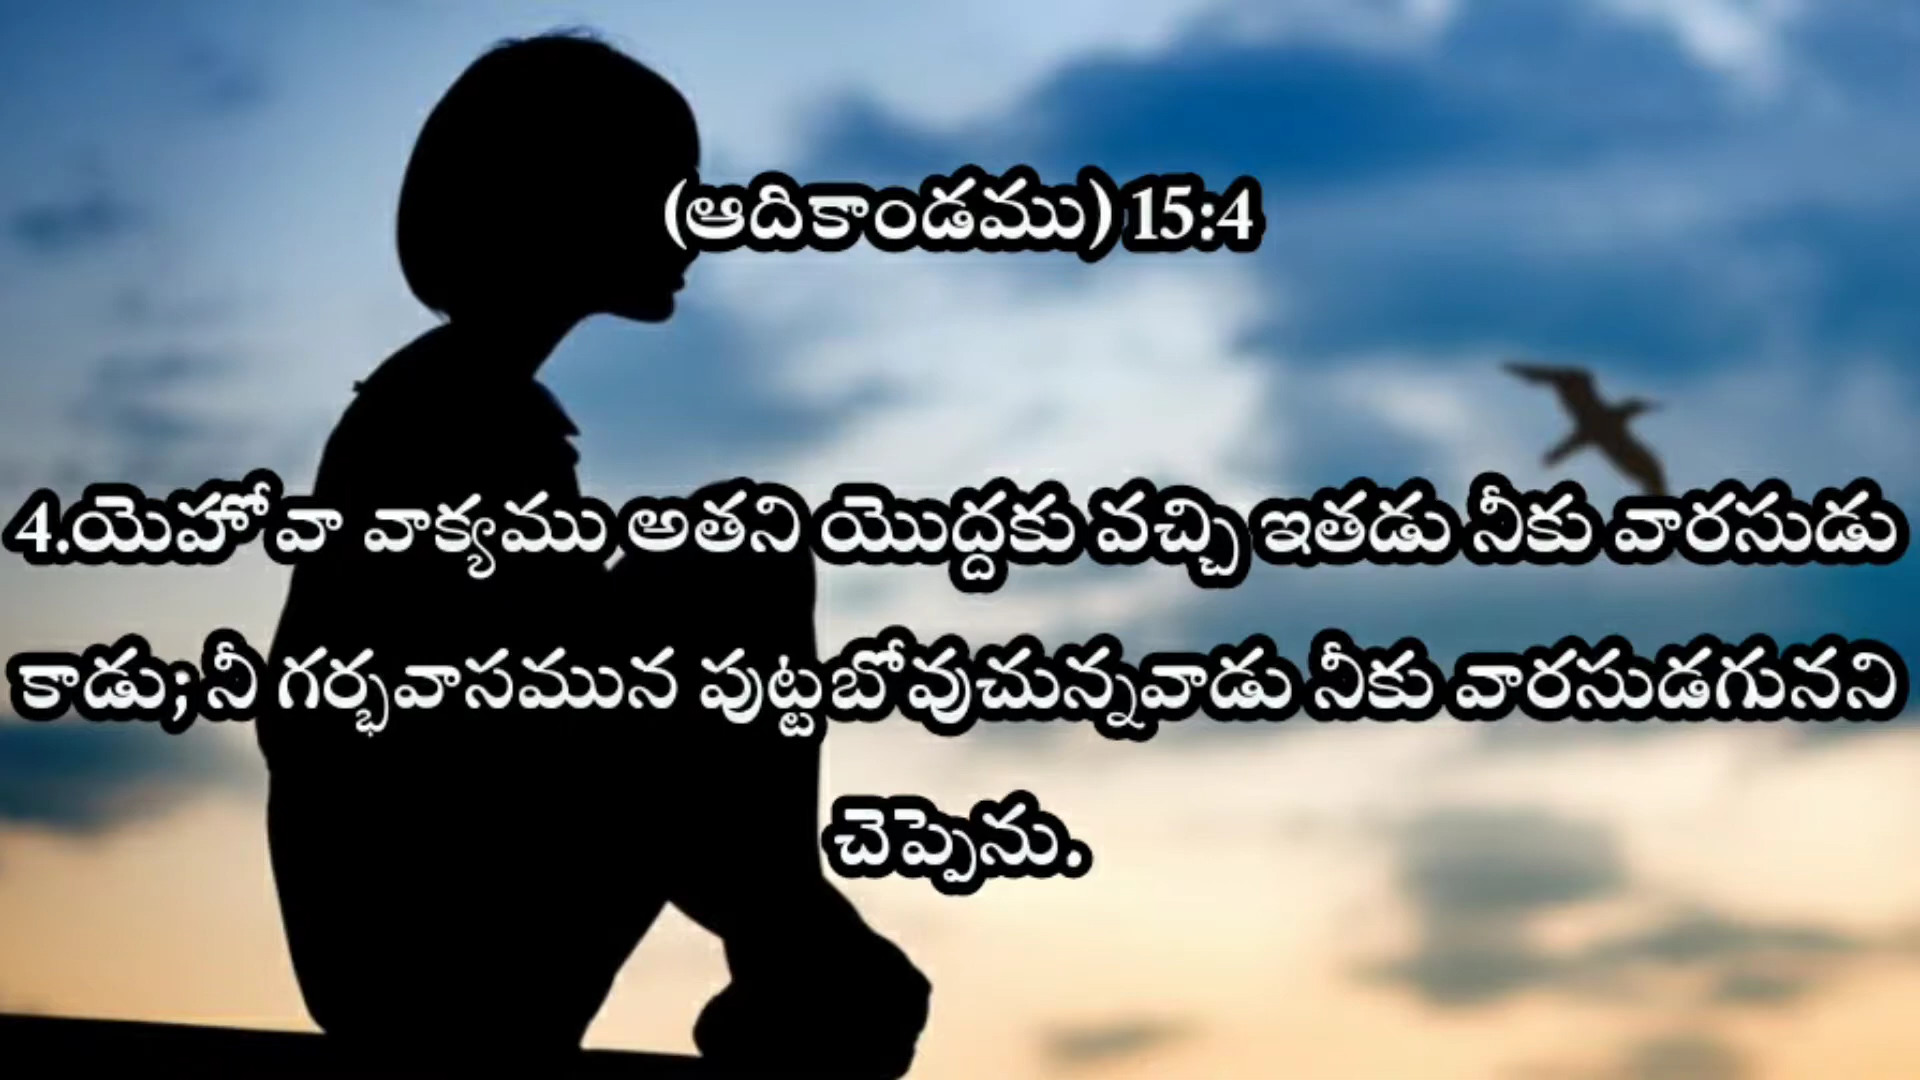 (ఆదికాండము) 15:4
4.యెహోవా వాక్యము అతని యొద్దకు వచ్చి ఇతడు నీకు వారసుడు
కాడు; నీ గర్భవాసమున పుట్టబోవుచున్నవాడు నీకు వారసుడగునని
చెప్పెను.